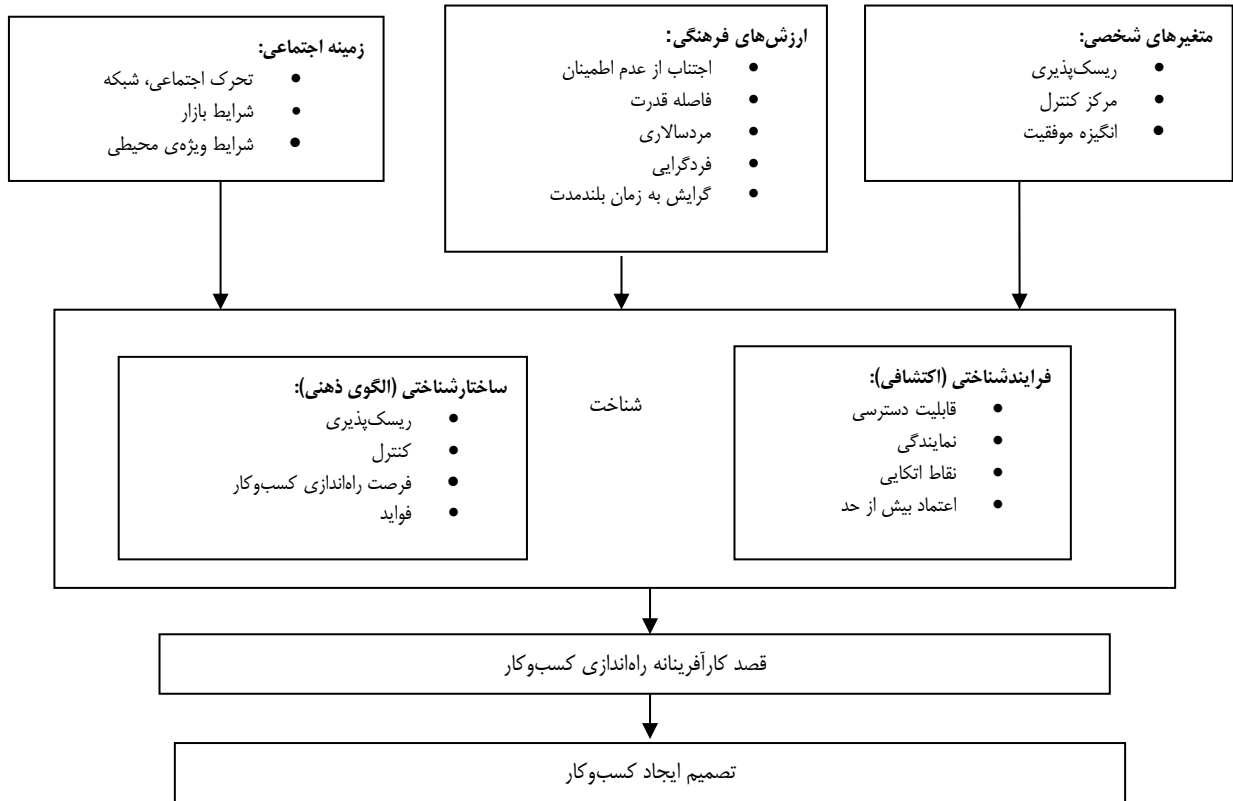 متغیرهای شخصی:
● ریسک‌پذیری
● مرکز کنترل
● انگیزه موفقیت
ارزش‌های فرهنگی:
● اجتناب از عدم اطمینان
● فاصله قدرت
● مردسالاری
● فردگرایی
● گرایش به زمان بلندمدت
زمینه اجتماعی:
● تحرک اجتماعی، شبکه
● شرایط بازار
● شرایط ویژه‌ی محیطی
شناخت
فرایندشناختی (اکتشافی):
● قابلیت دسترسی
● نمایندگی
● نقاط اتکایی
● اعتماد بیش از حد
ساختارشناختی (الگوی ذهنی):
● ریسک‌پذیری
● کنترل
● فرصت راه‌اندازی کسب‌وکار
● فواید
قصد کارآفرینانه راه‌اندازی کسب‌وکار
تصمیم ایجاد کسب‌وکار